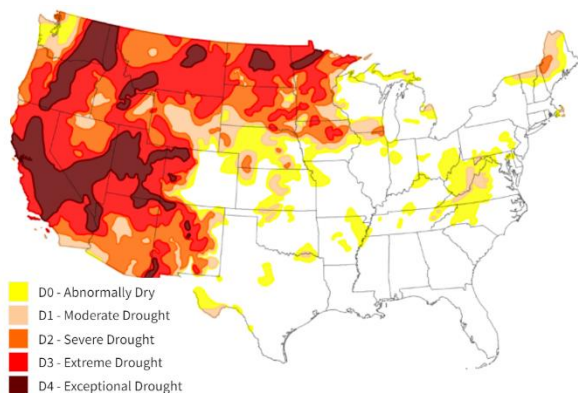 D0 - Abnormally Dry
D1 - Moderate Drought
D2 - Severe Drought
D3 - Extreme Drought
D4 - Exceptional Drought